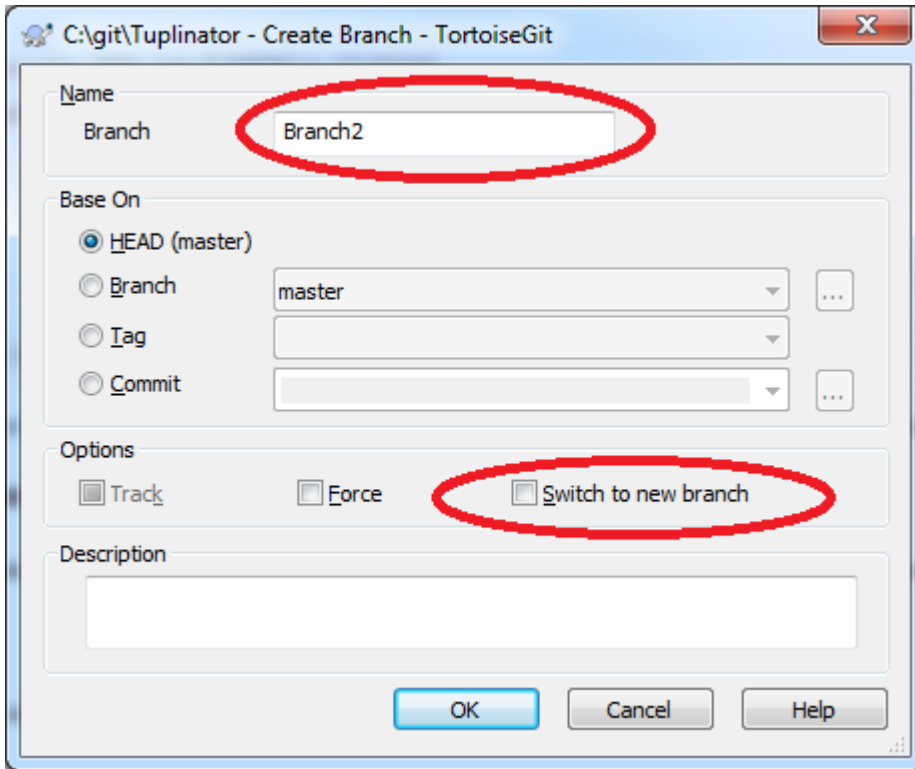 C:\git\Tuplinator - Create Branch - TortoiseGit
Name
Branch
Branch2
Base On
HEAD (master)
Branch
master
...
Tag
Commit
...
Options
Track
Force
Switch to new branch
Description
OK
Cancel
Help